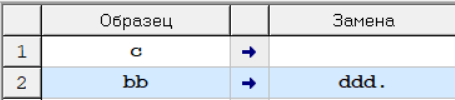 Образец Замена
1 c ➔
2 bb ➔ ddd.